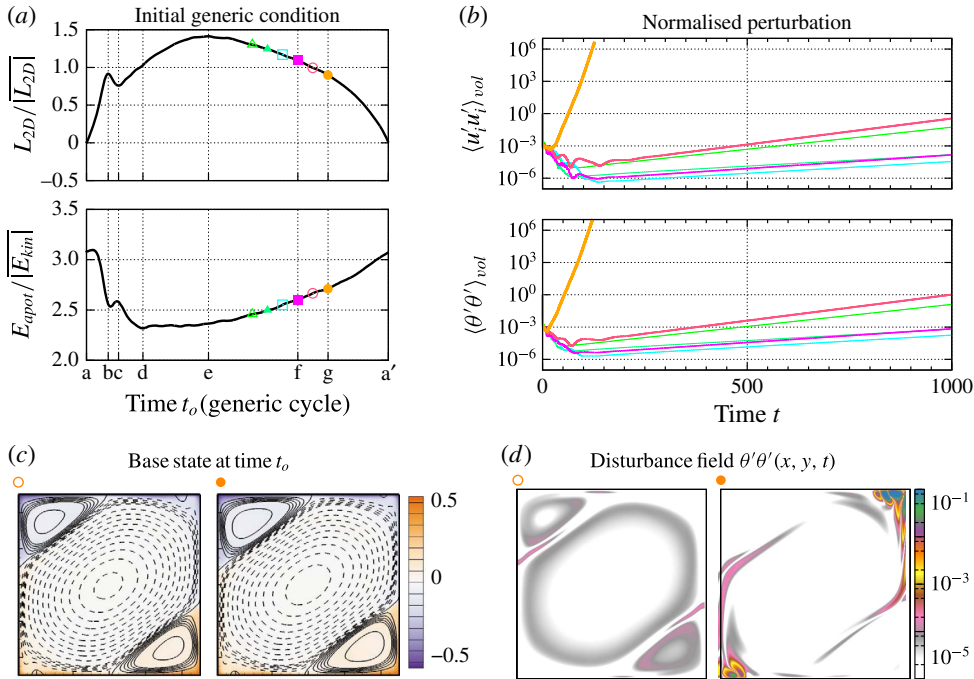 (a) Initial generic condition
L_{2D}/|\overline{L_{2D}}|
1.5
1.0
0.5
0
−0.5
E_{apot}/|\overline{E_{kin}}|
3.5
3.0
2.5
2.0
a b c d e f g a′
Time t_o (generic cycle)
(b) Normalised perturbation
⟨u′_i u′_i⟩_{vol}
10^6
10^3
10^0
10^{−3}
10^{−6}
⟨θ′θ′⟩_{vol}
10^6
10^3
10^0
10^{−3}
10^{−6}
0 500 1000
Time t
(c) Base state at time t_o
0.5
0
−0.5
(d) Disturbance field θ′θ′(x, y, t)
10^{−1}
10^{−3}
10^{−5}